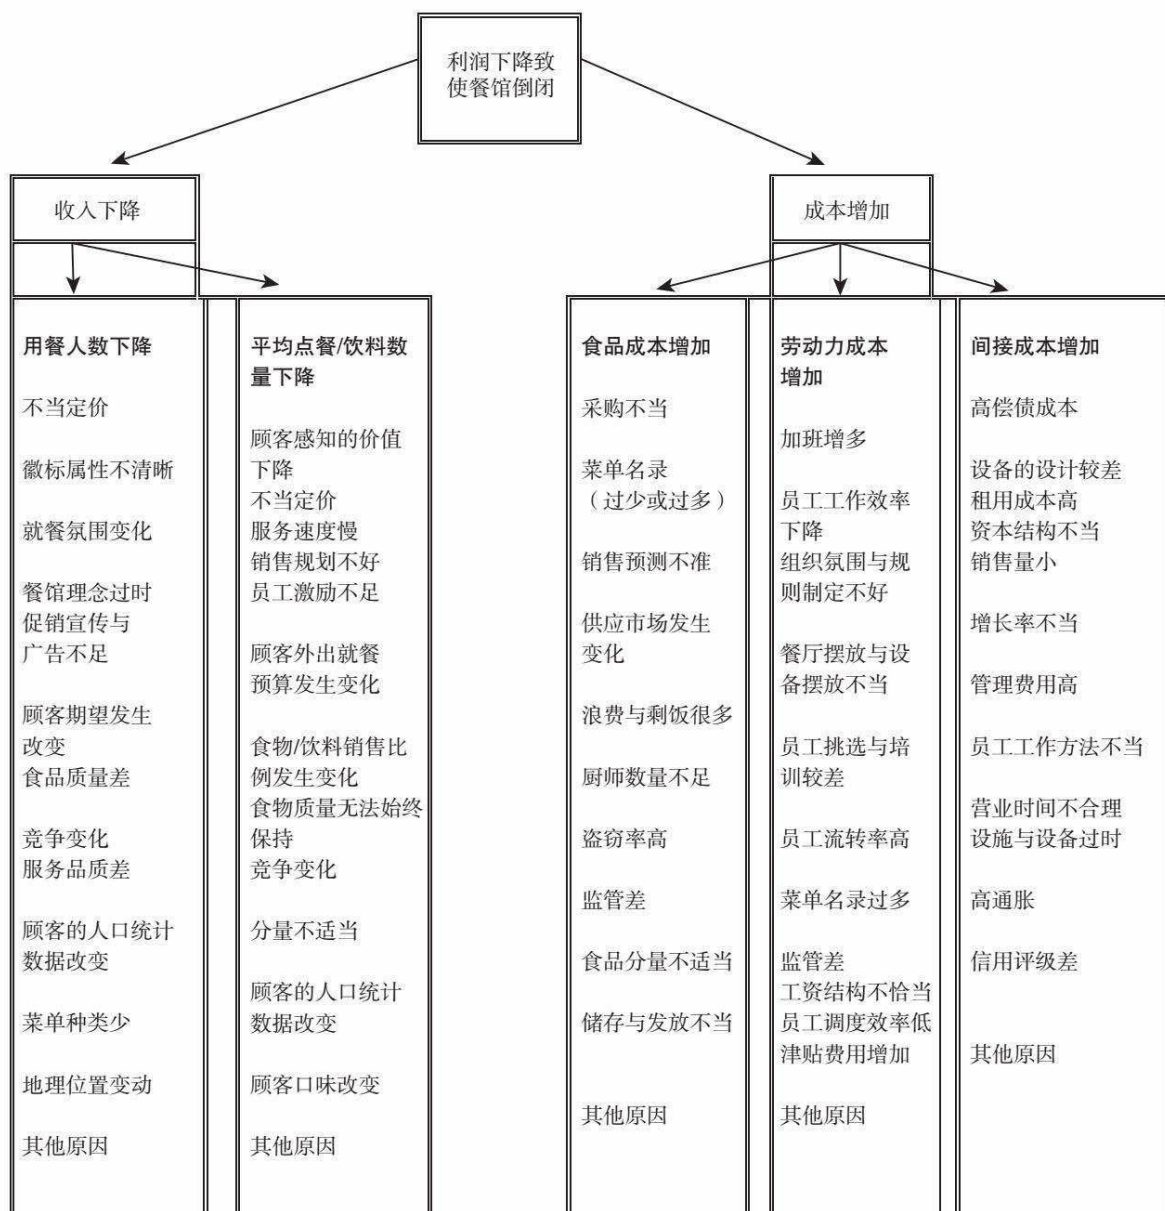 利润下降致
使餐馆倒闭
收入下降
成本增加
用餐人数下降
不当定价
徽标属性不清晰
就餐氛围变化
餐馆理念过时
促销宣传与
广告不足
顾客期望发生
改变
食品质量差
竞争变化
服务品质差
顾客的人口统计
数据改变
菜单种类少
地理位置变动
其他原因
平均点餐/饮料数
量下降
顾客感知的价值
下降
不当定价
服务速度慢
销售规划不好
员工激励不足
顾客外出就餐
预算发生变化
食物/饮料销售比
例发生变化
食物质量无法始终
保持
竞争变化
分量不适当
顾客的人口统计
数据改变
顾客口味改变
其他原因
食品成本增加
采购不当
菜单名录
（过少或过多）
销售预测不准
供应市场发生
变化
浪费与剩饭很多
厨师数量不足
盗窃率高
监管差
食品分量不适当
储存与发放不当
其他原因
劳动力成本
增加
加班增多
员工工作效率
下降
组织氛围与规
则制定不好
餐厅摆放与设
备摆放不当
员工挑选与培
训较差
员工流转率高
菜单名录过多
监管差
工资结构不恰当
员工调度效率低
津贴费用增加
其他原因
间接成本增加
高偿债成本
设备的设计较差
租用成本高
资本结构不当
销售量小
增长率不当
管理费用高
员工工作方法不当
营业时间不合理
设施与设备过时
高通胀
信用评级差
其他原因